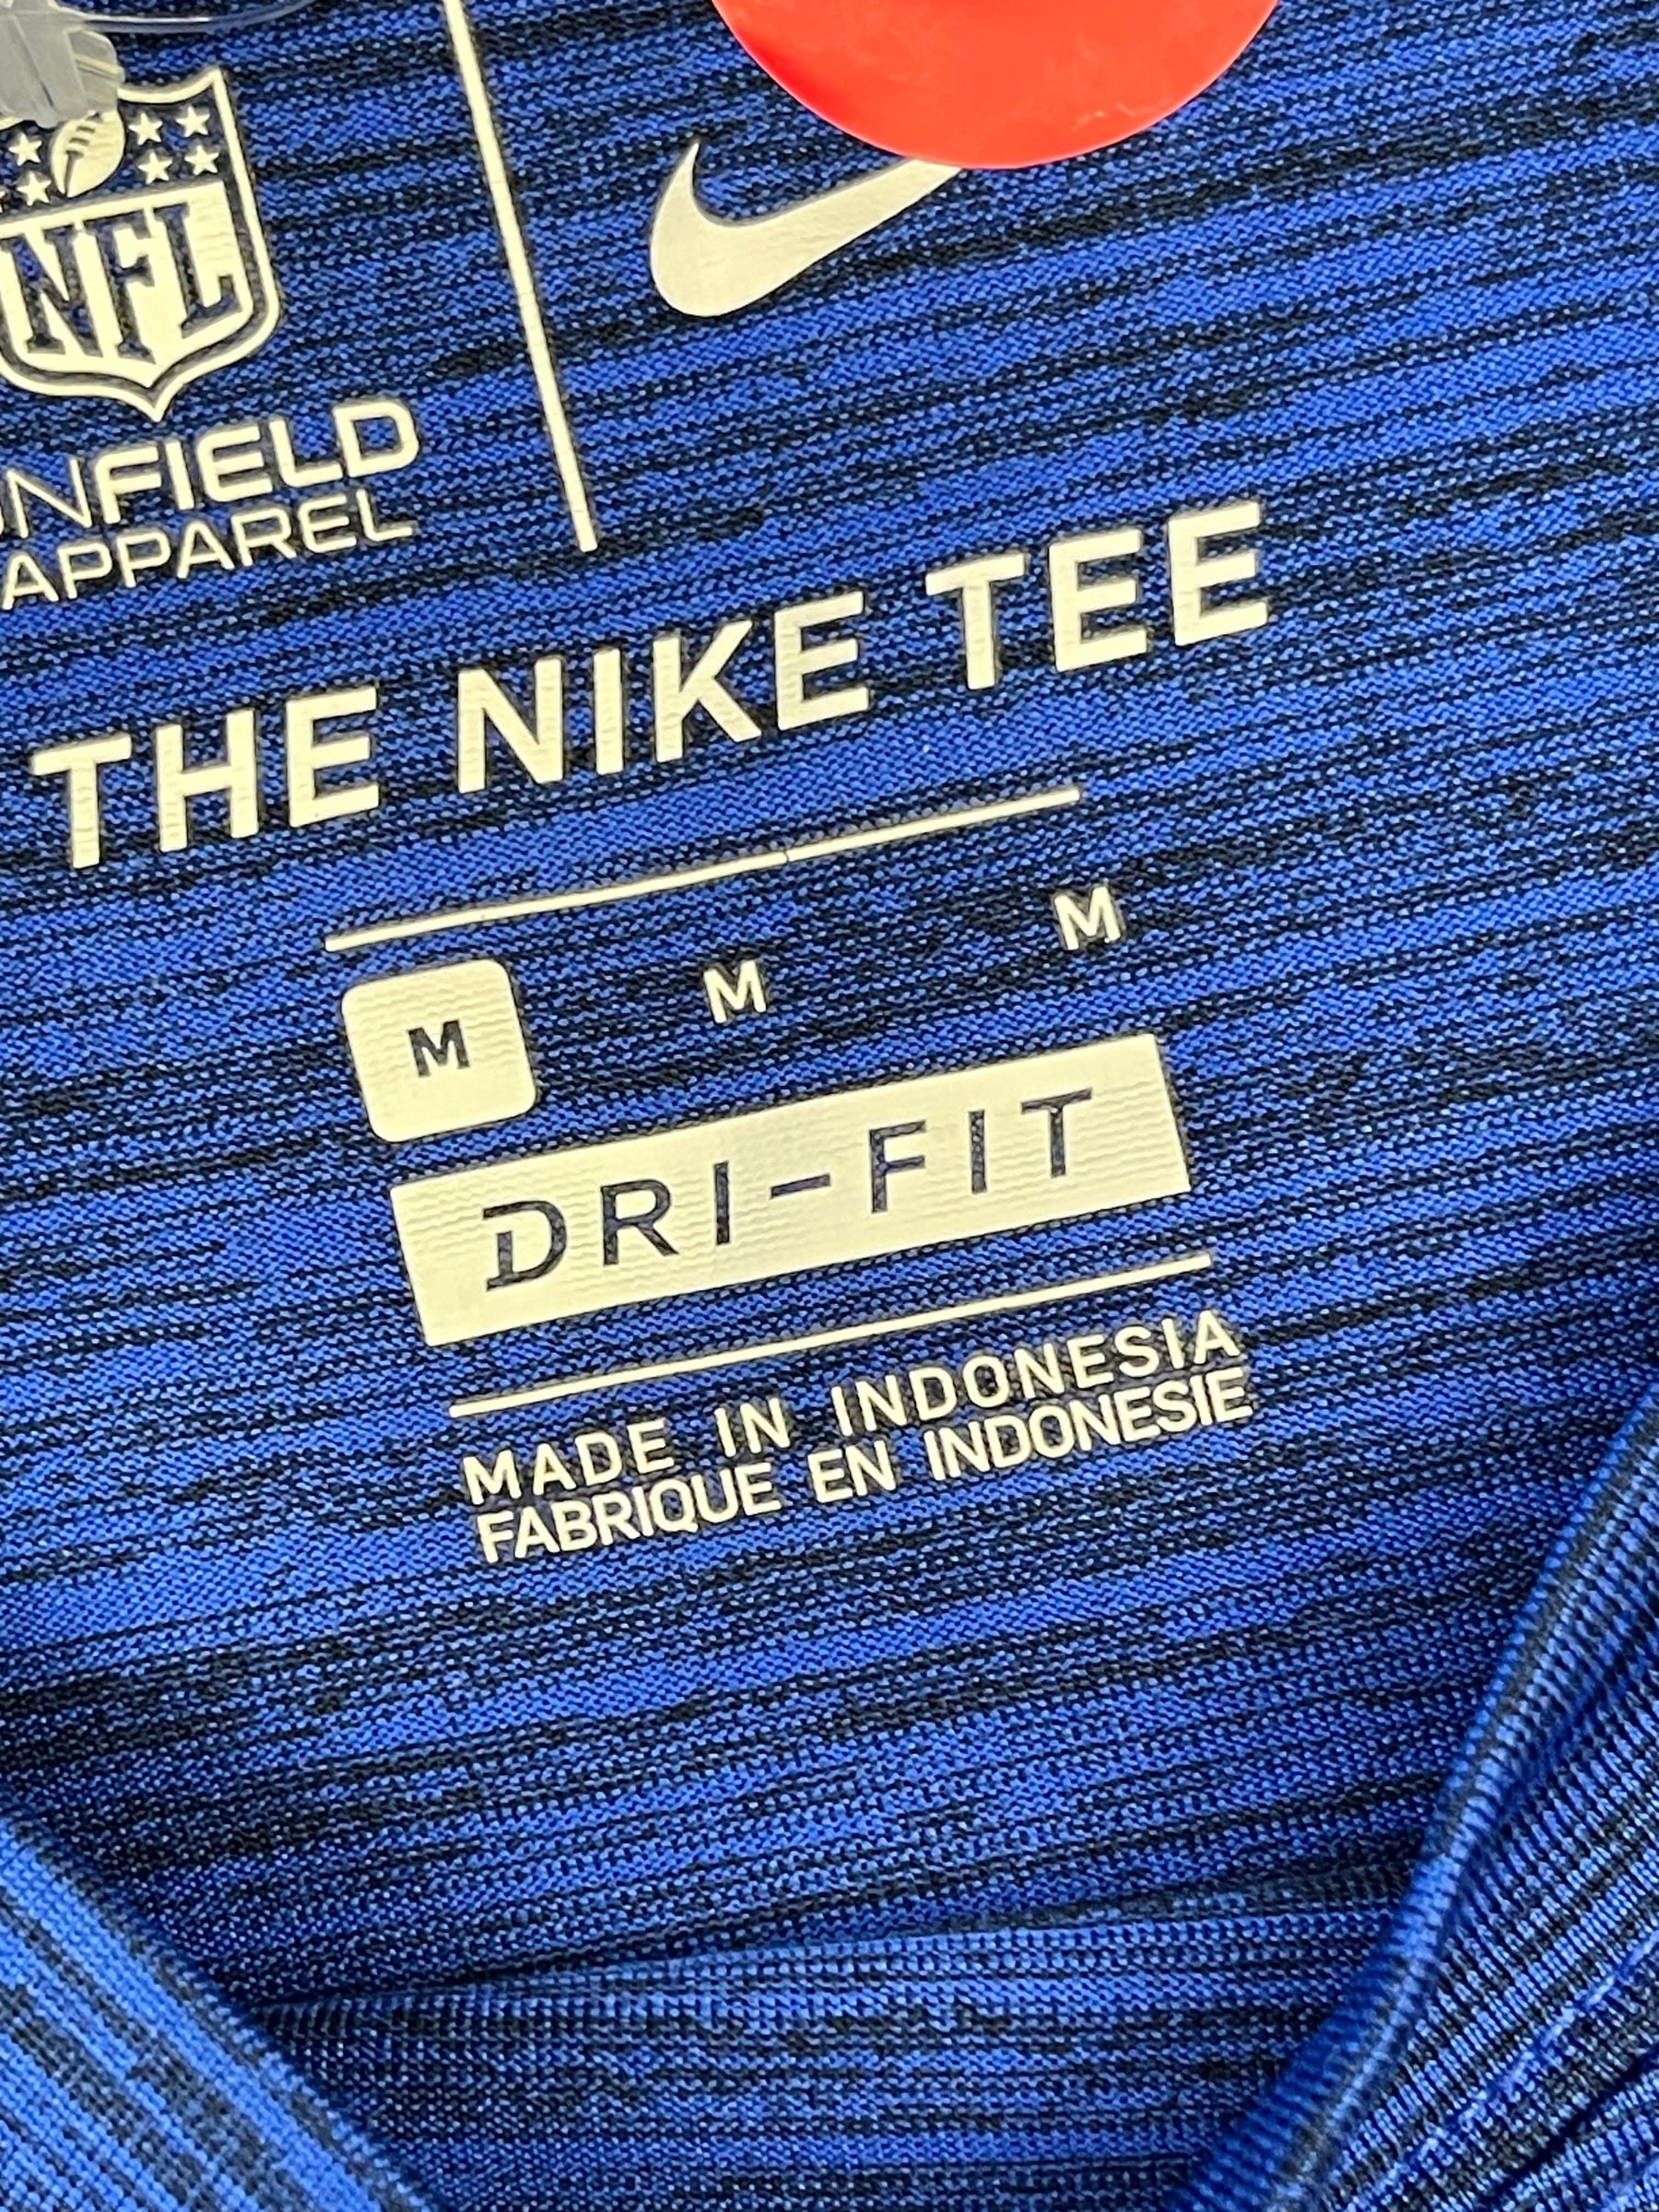 NFL
ONFIELD
APPAREL
THE NIKE TEE
M M M
DRI-FIT
MADE IN INDONESIA
FABRIQUE EN INDONESIE